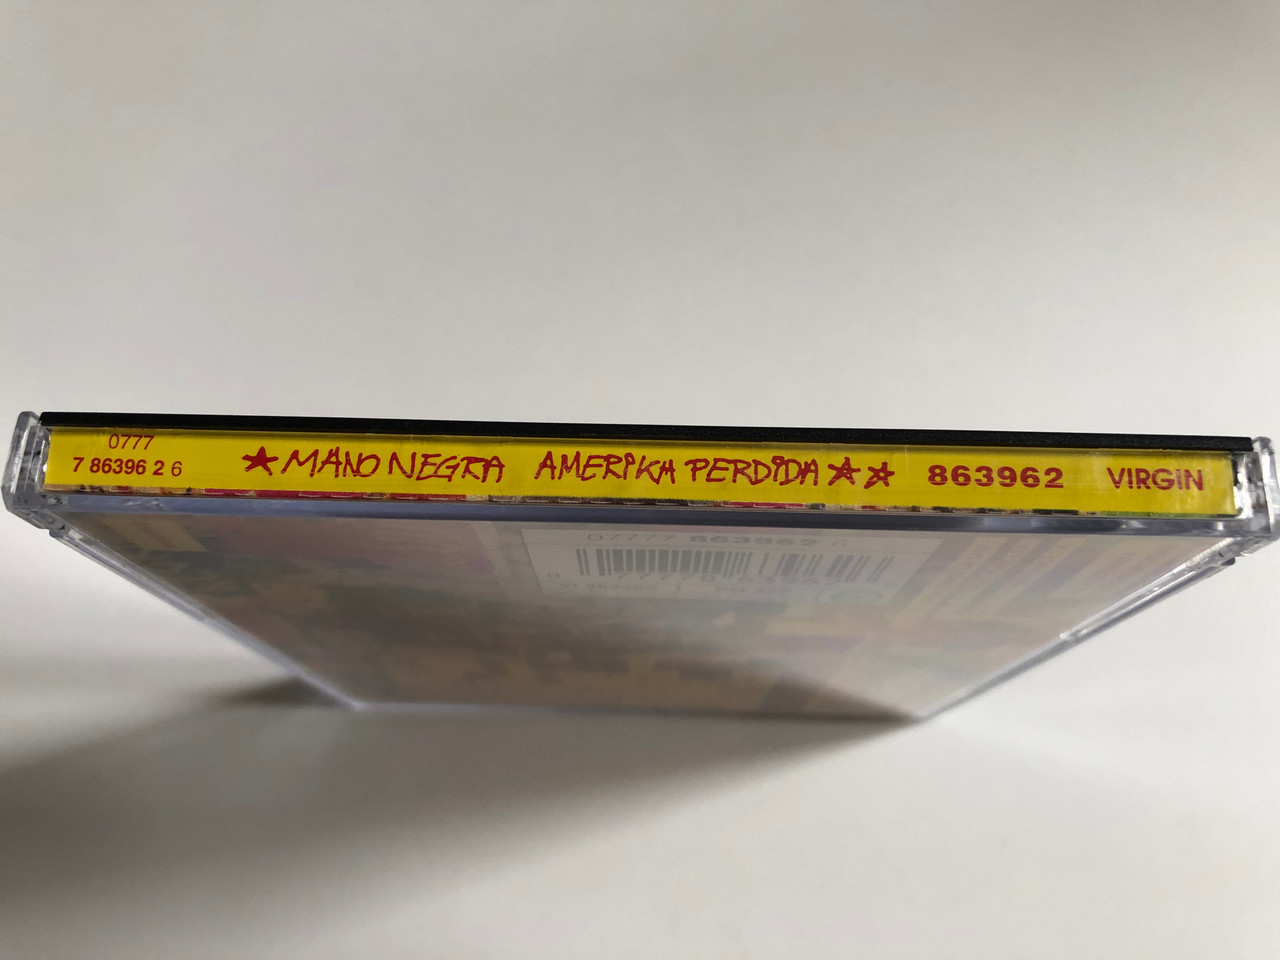 0777
7 86396 2 6
★ MANO NEGRA AMERIKA PERDIDA ★ ★ 863962 VIRGIN
07777 863962 6